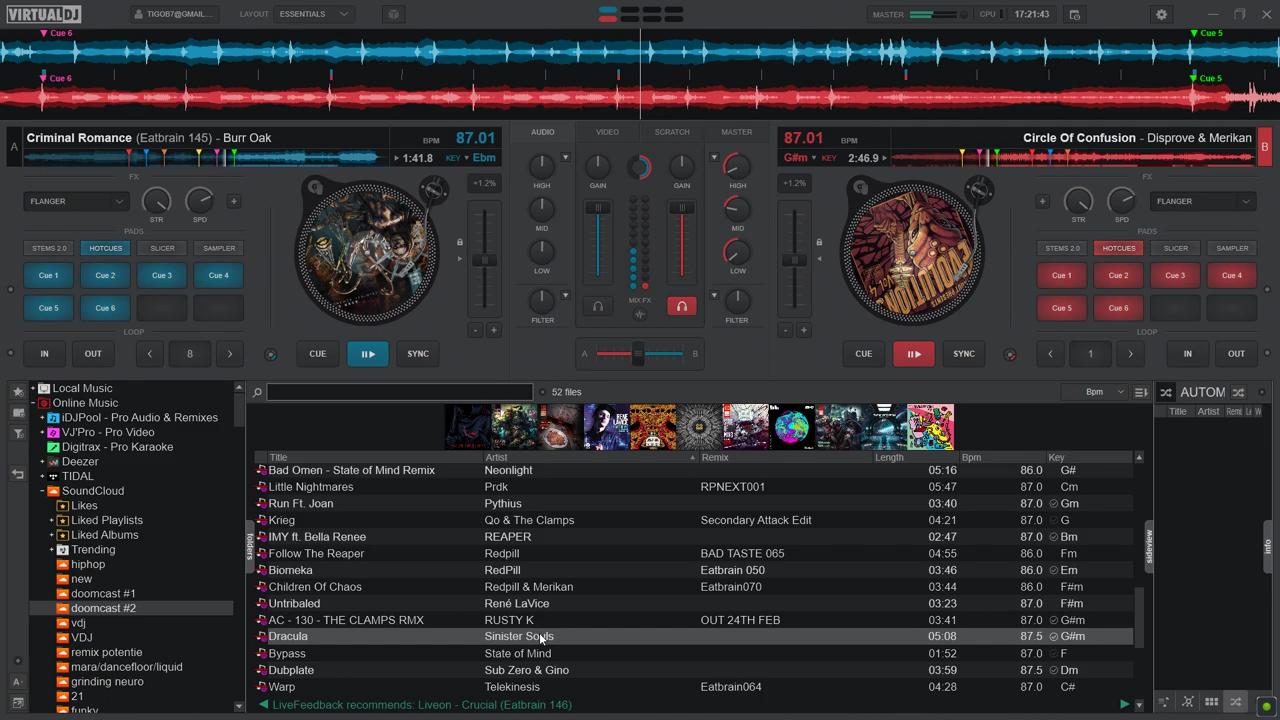 VIRTUALDJ TIGOB7@GMAIL... LAYOUT ESSENTIALS MASTER CPU 17:21:43
Cue 6 Cue 5
Cue 6 Cue 5
A Criminal Romance (Eatbrain 145) - Burr Oak BPM 87.01
1:41.8 KEY Ebm
AUDIO VIDEO SCRATCH MASTER
87.01 BPM Circle Of Confusion - Disprove & Merikan B
G#m KEY 2:46.9
FX
FLANGER STR SPD +
+1.2%
PADS
STEMS 2.0 HOTCUES SLICER SAMPLER
Cue 1 Cue 2 Cue 3 Cue 4
Cue 5 Cue 6
LOOP
IN OUT < 8 > CUE SYNC
- +
HIGH GAIN GAIN HIGH
MID MID
LOW LOW
MIX FX
FILTER FILTER
A B
+1.2%
FX
+ STR SPD FLANGER
PADS
STEMS 2.0 HOTCUES SLICER SAMPLER
Cue 1 Cue 2 Cue 3 Cue 4
Cue 5 Cue 6
LOOP
- +
CUE SYNC < 1 > IN OUT
Local Music
Online Music
iDJPool - Pro Audio & Remixes
VJ'Pro - Pro Video
Digitrax - Pro Karaoke
Deezer
TIDAL
SoundCloud
Likes
Liked Playlists
Liked Albums
Trending
hiphop
new
doomcast #1
doomcast #2
vdj
VDJ
remix potentie
mara/dancefloor/liquid
grinding neuro
21
funky
folders
52 files Bpm
Title Artist Remix Length Bpm Key
Bad Omen - State of Mind Remix Neonlight 05:16 86.0 G#
Little Nightmares Prdk RPNEXT001 05:47 87.0 Cm
Run Ft. Joan Pythius 03:40 87.0 Gm
Krieg Qo & The Clamps Secondary Attack Edit 04:21 87.0 G
IMY ft. Bella Renee REAPER 02:47 87.0 Bm
Follow The Reaper Redpill BAD TASTE 065 04:55 86.0 Fm
Biomeka RedPill Eatbrain 050 03:46 86.0 Em
Children Of Chaos Redpill & Merikan Eatbrain070 03:44 87.0 F#m
Untribaled René LaVice 03:23 87.0 F#m
AC - 130 - THE CLAMPS RMX RUSTY K OUT 24TH FEB 03:41 87.0 G#m
Dracula Sinister Souls 05:08 87.5 G#m
Bypass State of Mind 01:52 87.0 F
Dubplate Sub Zero & Gino 03:59 87.5 Dm
Warp Telekinesis Eatbrain064 04:28 87.0 C#
LiveFeedback recommends: Liveon - Crucial (Eatbrain 146)
sideview
AUTOM
Title Artist Remi
info